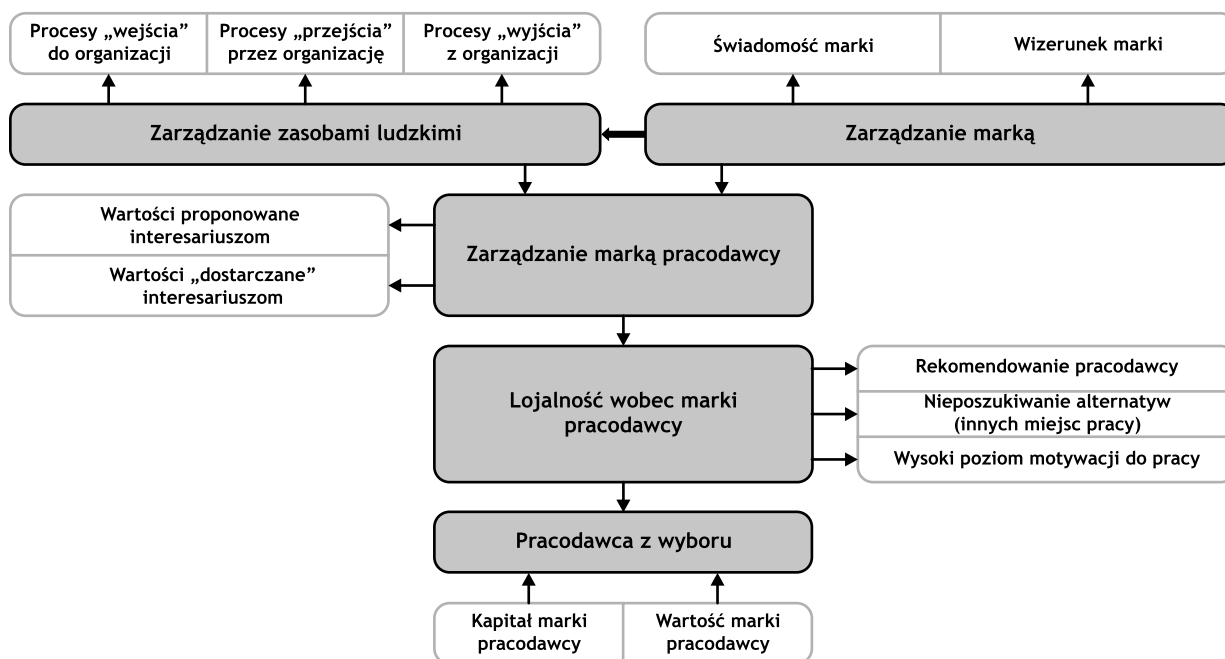 Procesy „wejścia”
do organizacji
Procesy „przejścia”
przez organizację
Procesy „wyjścia”
z organizacji
Świadomość marki
Wizerunek marki
Zarządzanie zasobami ludzkimi
Zarządzanie marką
Wartości proponowane
interesariuszom
Wartości „dostarczane”
interesariuszom
Zarządzanie marką pracodawcy
Lojalność wobec marki
pracodawcy
Rekomendowanie pracodawcy
Nieposzukiwanie alternatyw
(innych miejsc pracy)
Wysoki poziom motywacji do pracy
Pracodawca z wyboru
Kapitał marki
pracodawcy
Wartość marki
pracodawcy